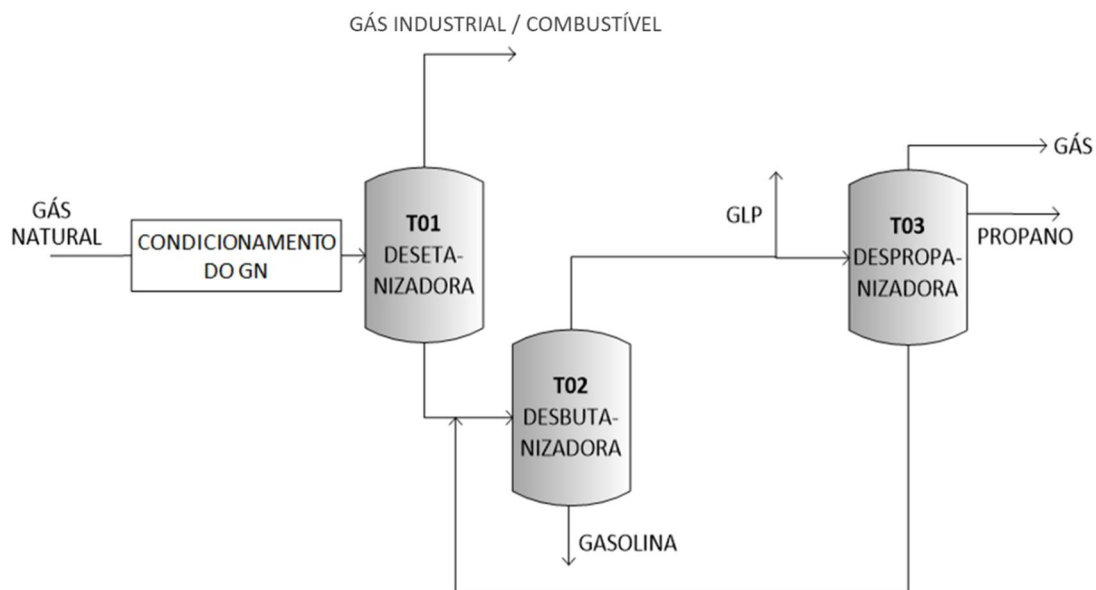 GÁS INDUSTRIAL / COMBUSTÍVEL
GÁS
NATURAL
CONDICIONAMENTO
DO GN
T01
DESETA-
NIZADORA
T02
DESBUTA-
NIZADORA
GASOLINA
GLP
T03
DESPROPA-
NIZADORA
GÁS
PROPANO